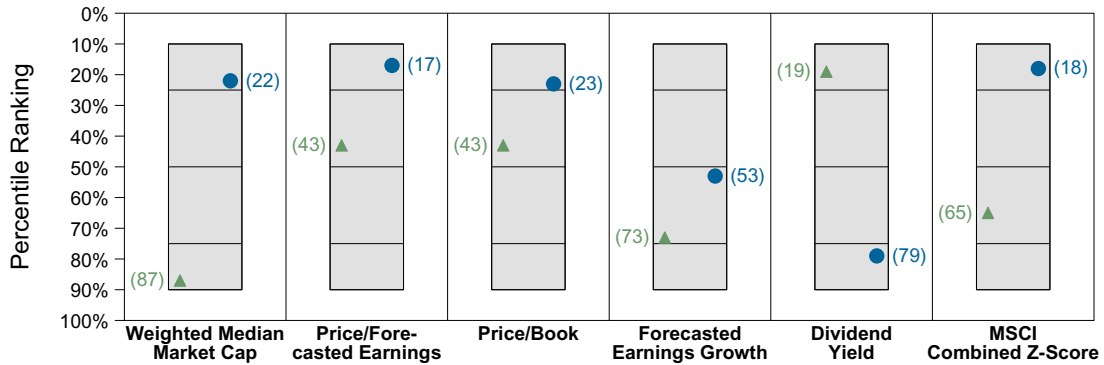 0%
10%
20%
30%
40%
50%
60%
70%
80%
90%
100%
Percentile Ranking
(22)
(87)
(17)
(43)
(23)
(43)
(53)
(73)
(19)
(79)
(18)
(65)
Weighted Median
Market Cap
Price/Fore-
casted Earnings
Price/Book
Forecasted
Earnings Growth
Dividend
Yield
MSCI
Combined Z-Score